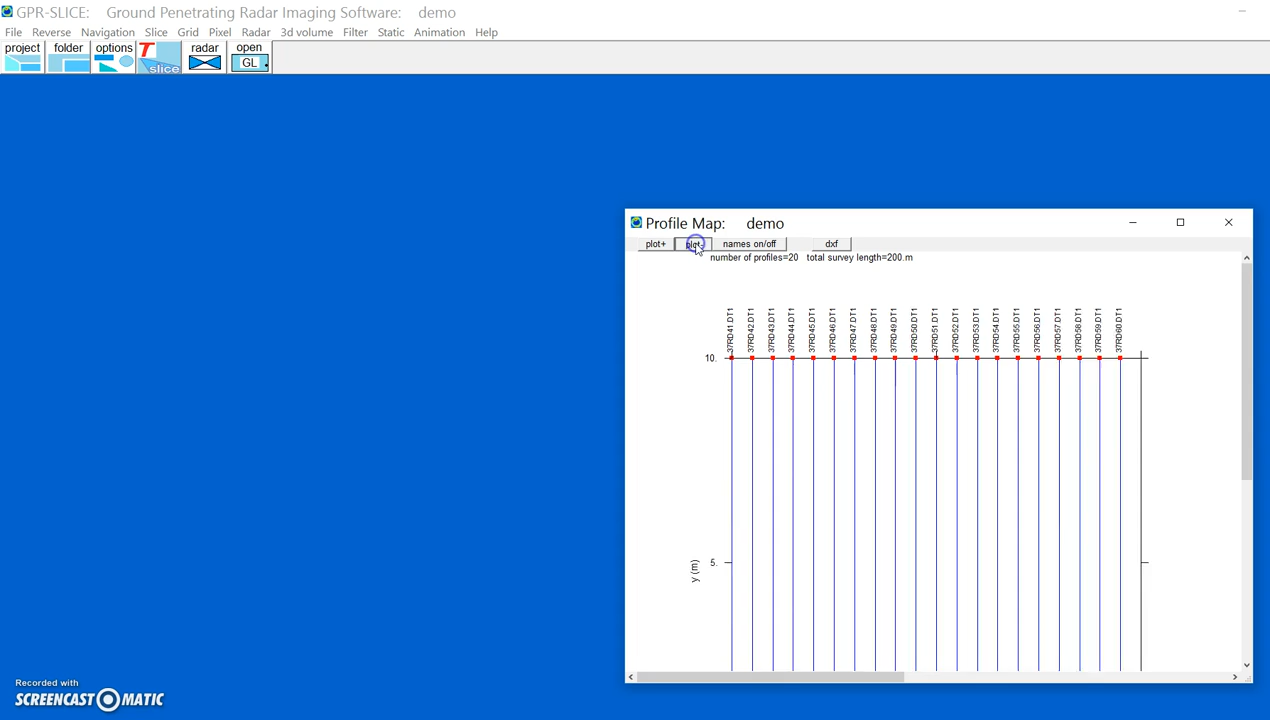 GPR-SLICE: Ground Penetrating Radar Imaging Software: demo
File Reverse Navigation Slice Grid Pixel Radar 3d volume Filter Static Animation Help
project folder options T slice radar open GL
Profile Map: demo
plot+ plot- names on/off dxf
number of profiles=20 total survey length=200.m
37RD41.DT1
37RD42.DT1
37RD43.DT1
37RD44.DT1
37RD45.DT1
37RD46.DT1
37RD47.DT1
37RD48.DT1
37RD49.DT1
37RD50.DT1
37RD51.DT1
37RD52.DT1
37RD53.DT1
37RD54.DT1
37RD55.DT1
37RD56.DT1
37RD57.DT1
37RD58.DT1
37RD59.DT1
37RD60.DT1
10.
5.
y (m)
Recorded with
SCREENCAST-O-MATIC